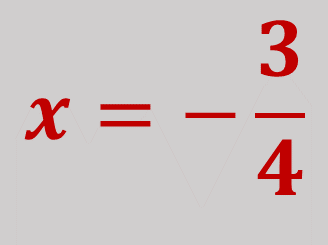 x = −3/4